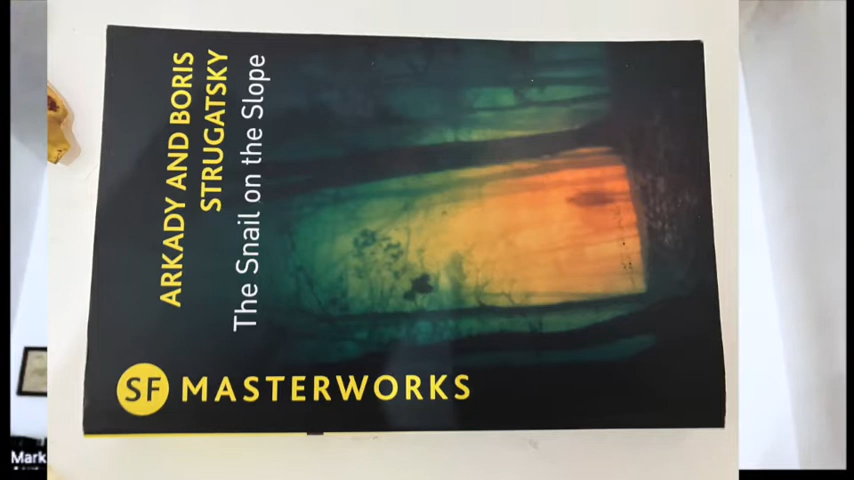 ARKADY AND BORIS
STRUGATSKY
The Snail on the Slope
SF MASTERWORKS
Mark